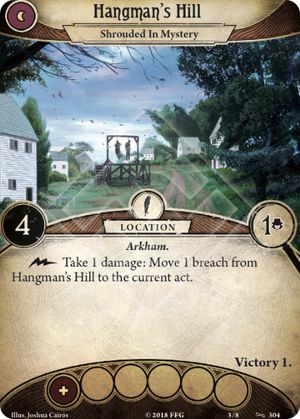 Hangman's Hill
Shrouded In Mystery
4
LOCATION
1
Arkham.
Take 1 damage: Move 1 breach from
Hangman's Hill to the current act.
Victory 1.
Illus. Joshua Cairós
© 2018 FFG
3/8
304